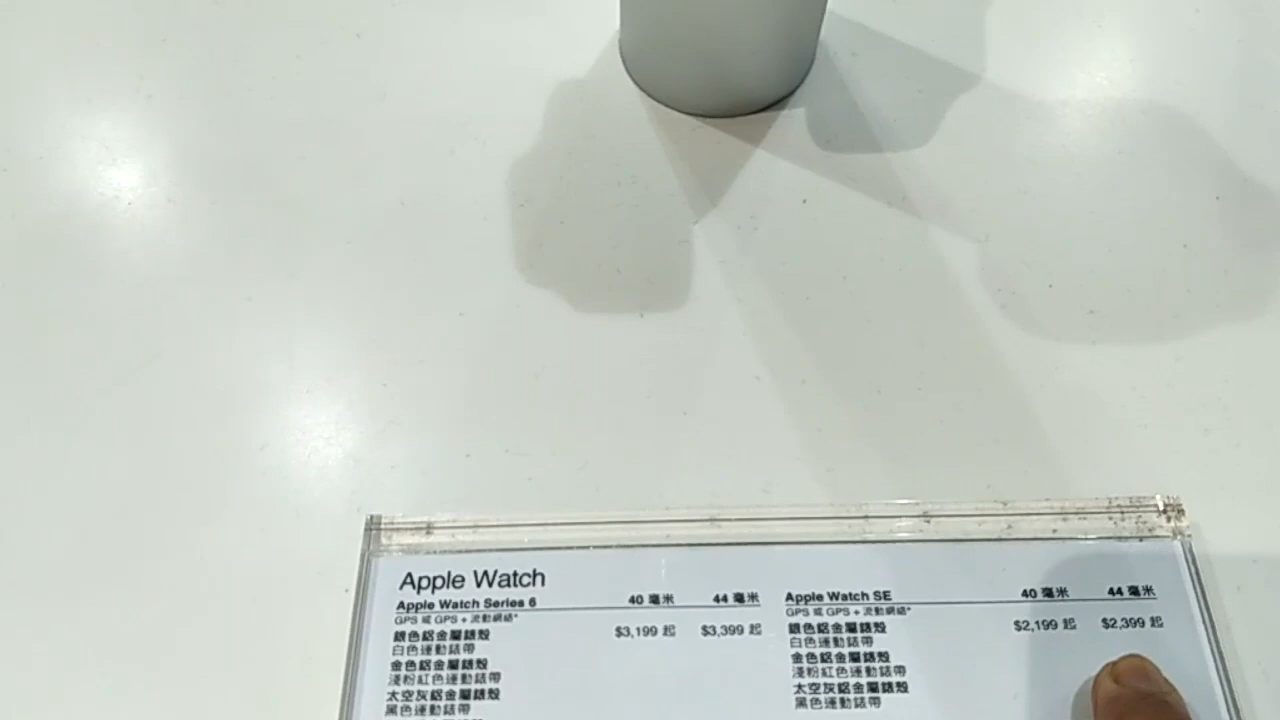 Apple Watch
Apple Watch Series 6 40 毫米 44 毫米
GPS 或 GPS + 流動網絡*
銀色鋁金屬錶殼 $3,199 起 $3,399 起
白色運動錶帶
金色鋁金屬錶殼
淺粉紅色運動錶帶
太空灰鋁金屬錶殼
黑色運動錶帶
Apple Watch SE 40 毫米 44 毫米
GPS 或 GPS + 流動網絡*
銀色鋁金屬錶殼 $2,199 起 $2,399 起
白色運動錶帶
金色鋁金屬錶殼
淺粉紅色運動錶帶
太空灰鋁金屬錶殼
黑色運動錶帶